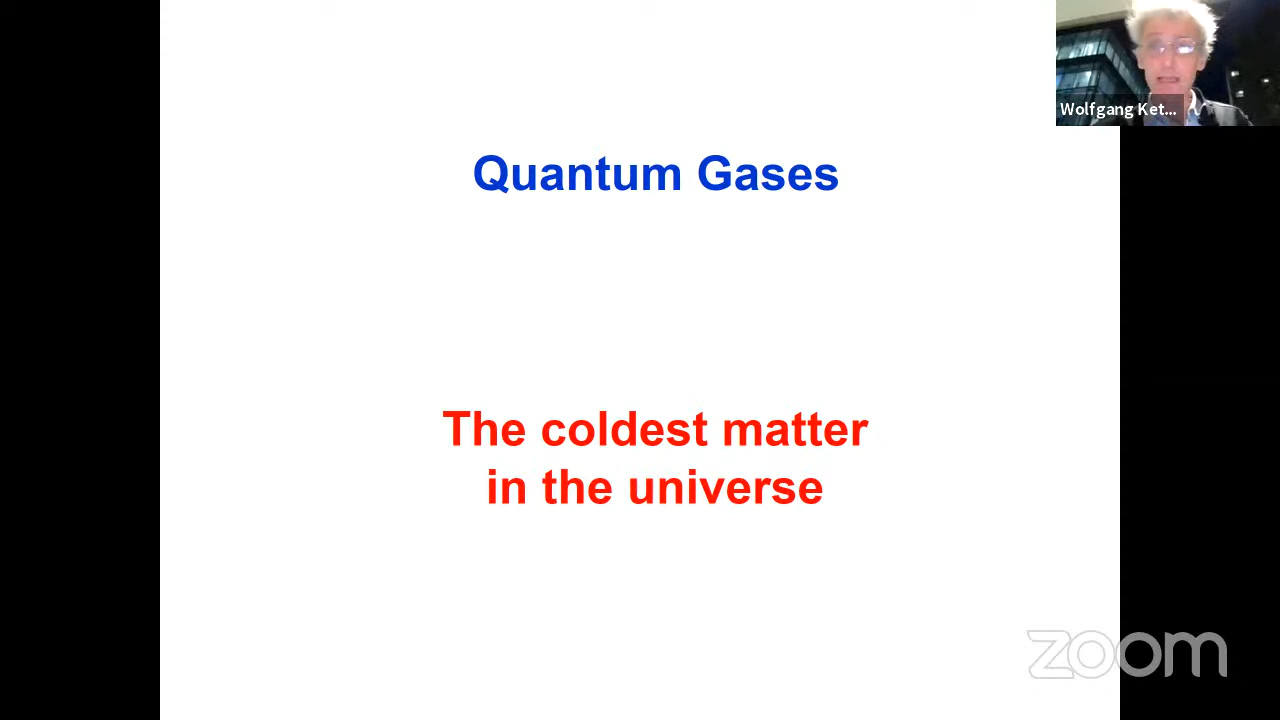 Wolfgang Ket...
Quantum Gases
The coldest matter
in the universe
zoom